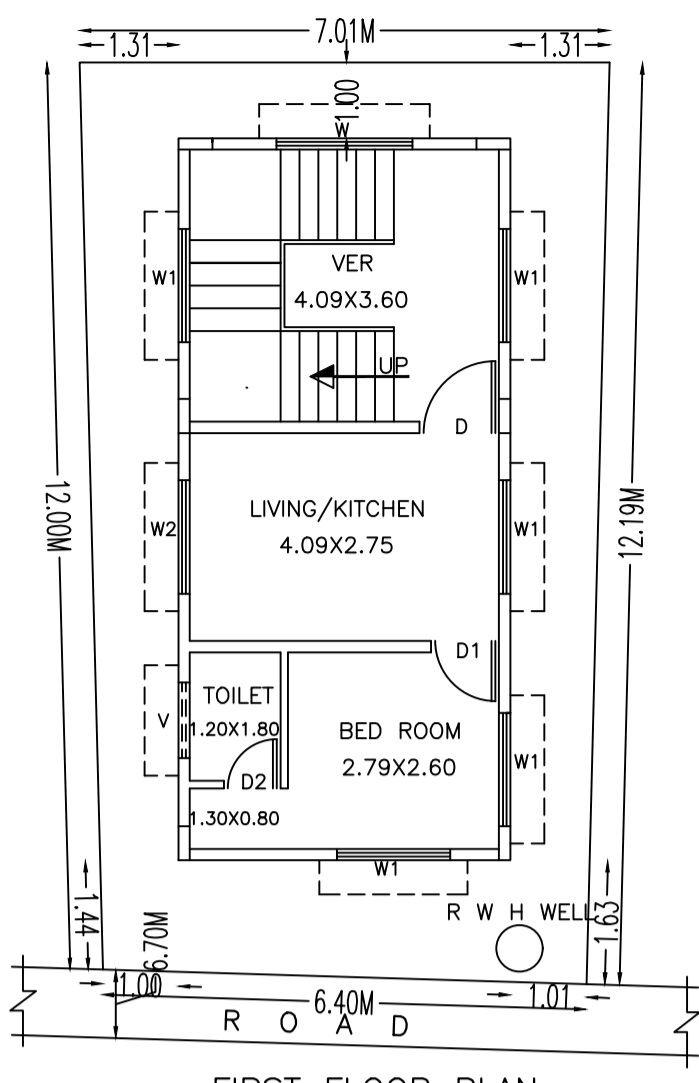 7.01M
1.31
1.31
1.00
W
VER
4.09X3.60
W1
W1
UP
D
LIVING/KITCHEN
4.09X2.75
W2
W1
12.00M
12.19M
D1
TOILET
1.20X1.80
V
BED ROOM
2.79X2.60
W1
D2
1.30X0.80
W1
R W H WELL
1.44
1.63
6.70M
1.00
6.40M
1.01
R O A D
FIRST FLOOR PLAN